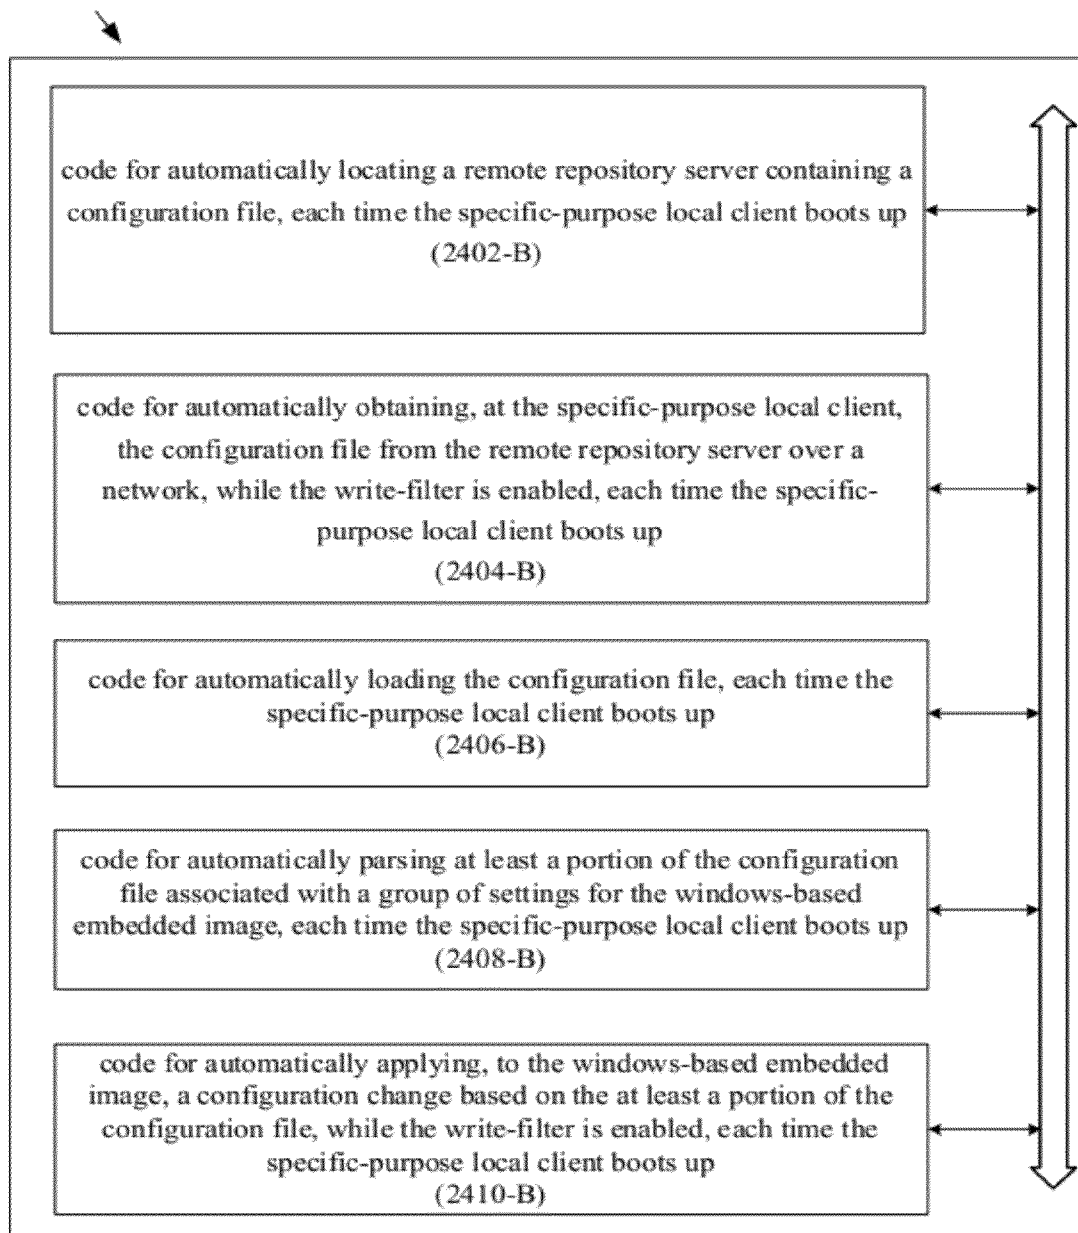 code for automatically locating a remote repository server containing a
configuration file, each time the specific-purpose local client boots up
(2402-B)
code for automatically obtaining, at the specific-purpose local client,
the configuration file from the remote repository server over a
network, while the write-filter is enabled, each time the specific-
purpose local client boots up
(2404-B)
code for automatically loading the configuration file, each time the
specific-purpose local client boots up
(2406-B)
code for automatically parsing at least a portion of the configuration
file associated with a group of settings for the windows-based
embedded image, each time the specific-purpose local client boots up
(2408-B)
code for automatically applying, to the windows-based embedded
image, a configuration change based on the at least a portion of the
configuration file, while the write-filter is enabled, each time the
specific-purpose local client boots up
(2410-B)